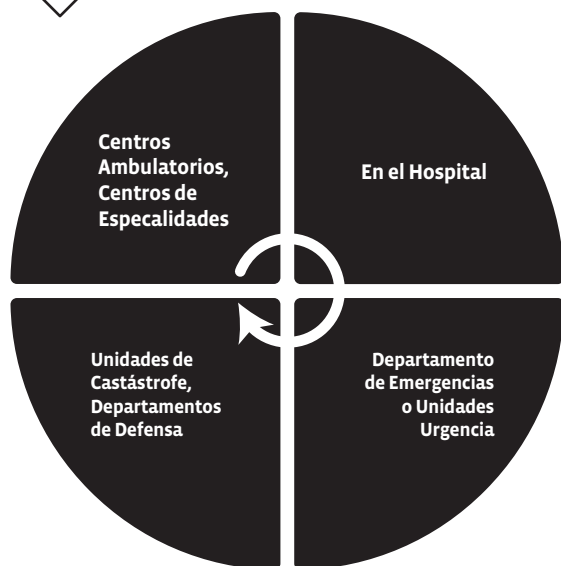 Centros
Ambulatorios,
Centros de
Especalidades
En el Hospital
Unidades de
Castástrofe,
Departamentos
de Defensa
Departamento
de Emergencias
o Unidades
Urgencia